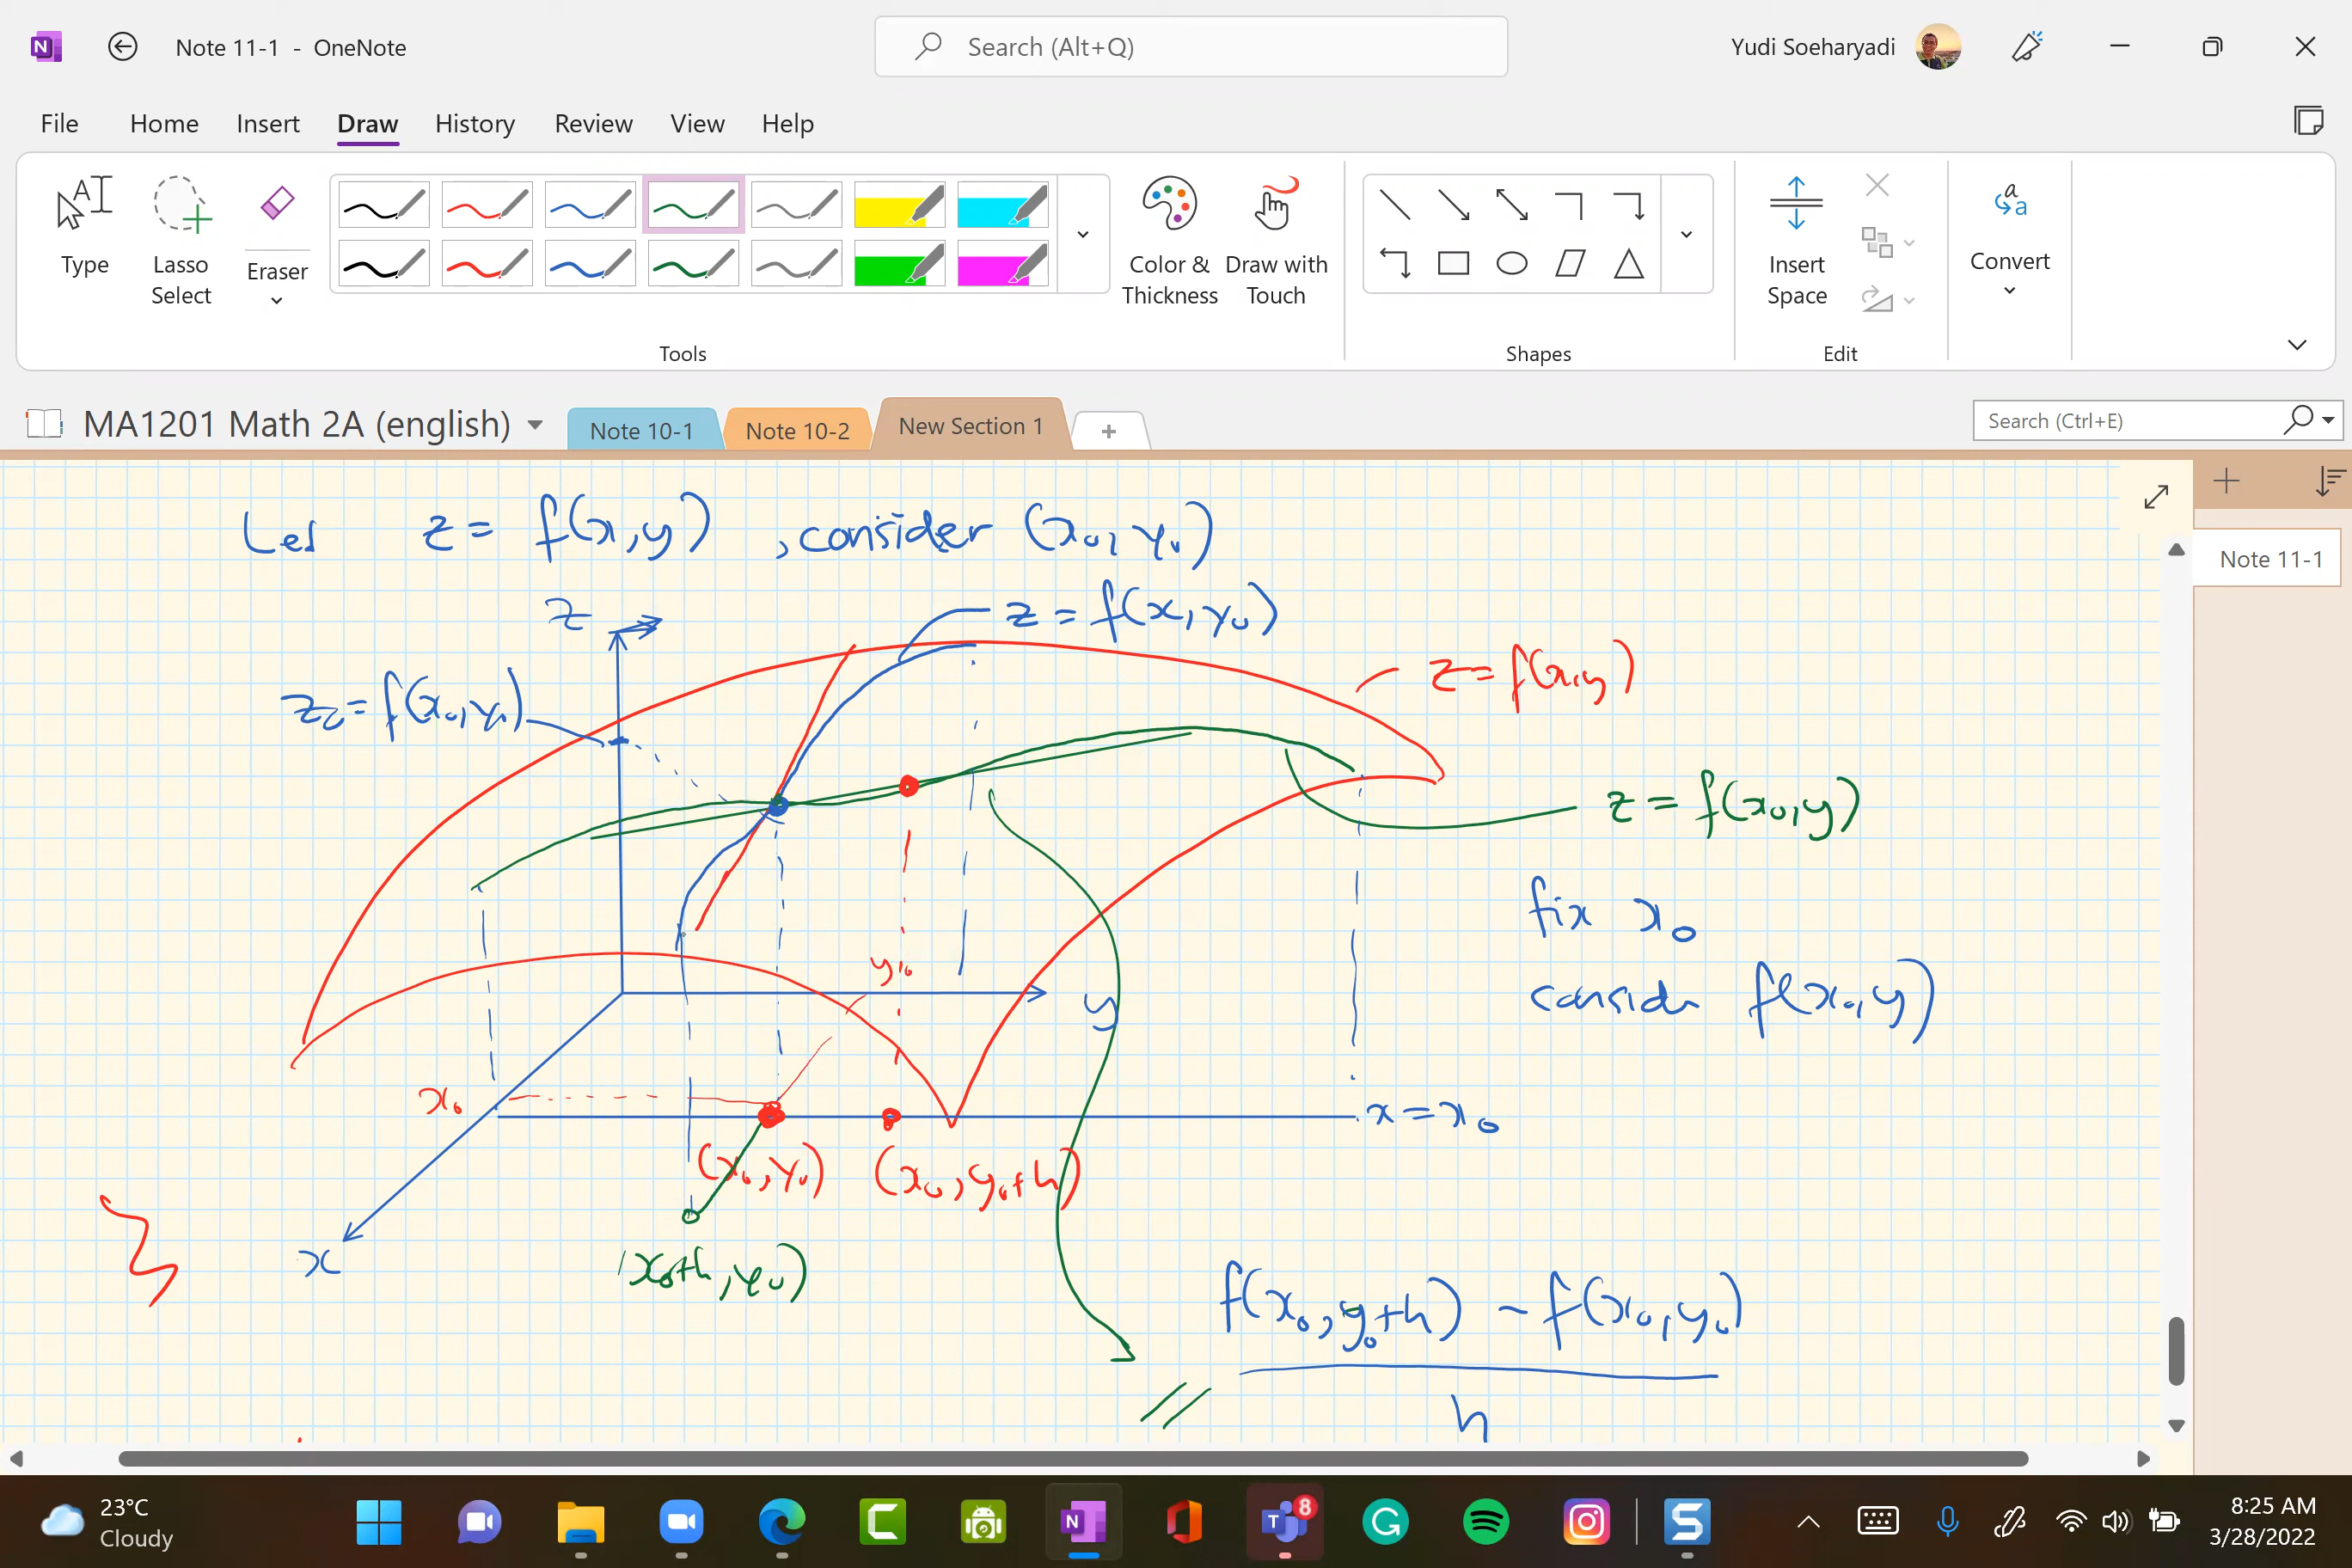 Note 11-1 - OneNote
Search (Alt+Q)
Yudi Soeharyadi
File Home Insert Draw History Review View Help
Type
Lasso Select
Eraser
Color & Thickness
Draw with Touch
Insert Space
Convert
Tools
Shapes
Edit
MA1201 Math 2A (english)
Note 10-1
Note 10-2
New Section 1
Search (Ctrl+E)
Note 11-1
Let z = f(x,y) , consider (x₀, y₀)
z
z = f(x, y₀)
z = f(x,y)
z₀ = f(x₀, y₀)
z = f(x₀, y)
fix x₀
y₀
consider f(x₀, y)
y
x₀
x = x₀
(x₀, y₀)
(x₀, y₀+h)
x
(x₀+h, y₀)
f(x₀, y₀+h) - f(x₀, y₀)
h
23°C
Cloudy
8
8:25 AM
3/28/2022